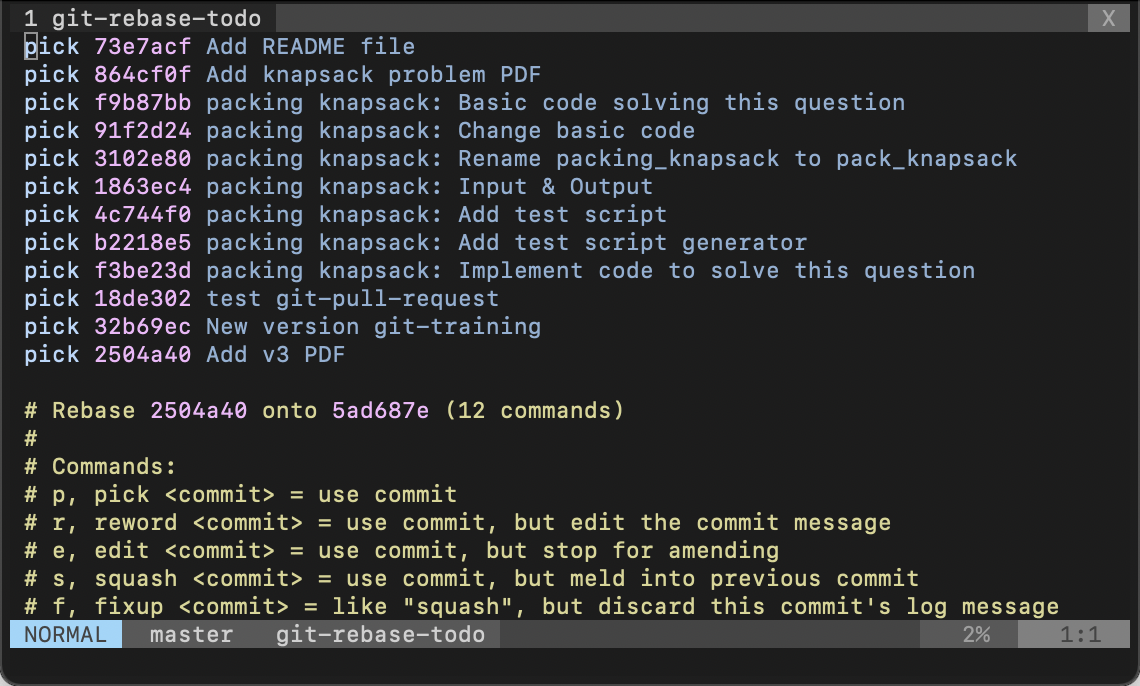 1 git-rebase-todo X
pick 73e7acf Add README file
pick 864cf0f Add knapsack problem PDF
pick f9b87bb packing knapsack: Basic code solving this question
pick 91f2d24 packing knapsack: Change basic code
pick 3102e80 packing knapsack: Rename packing_knapsack to pack_knapsack
pick 1863ec4 packing knapsack: Input & Output
pick 4c744f0 packing knapsack: Add test script
pick b2218e5 packing knapsack: Add test script generator
pick f3be23d packing knapsack: Implement code to solve this question
pick 18de302 test git-pull-request
pick 32b69ec New version git-training
pick 2504a40 Add v3 PDF
# Rebase 2504a40 onto 5ad687e (12 commands)
#
# Commands:
# p, pick <commit> = use commit
# r, reword <commit> = use commit, but edit the commit message
# e, edit <commit> = use commit, but stop for amending
# s, squash <commit> = use commit, but meld into previous commit
# f, fixup <commit> = like "squash", but discard this commit's log message
NORMAL master git-rebase-todo 2% 1:1